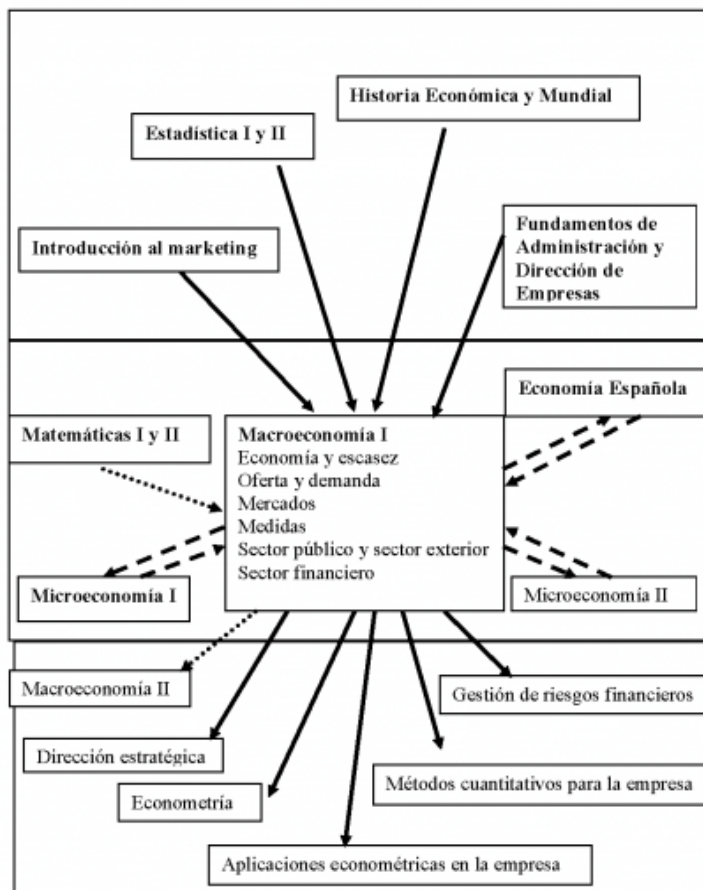 Historia Económica y Mundial
Estadística I y II
Fundamentos de
Administración y
Dirección de
Empresas
Introducción al marketing
Economía Española
Matemáticas I y II
Macroeconomía I
Economía y escasez
Oferta y demanda
Mercados
Medidas
Sector público y sector exterior
Sector financiero
Microeconomía I
Microeconomía II
Macroeconomía II
Gestión de riesgos financieros
Dirección estratégica
Métodos cuantitativos para la empresa
Econometría
Aplicaciones econométricas en la empresa